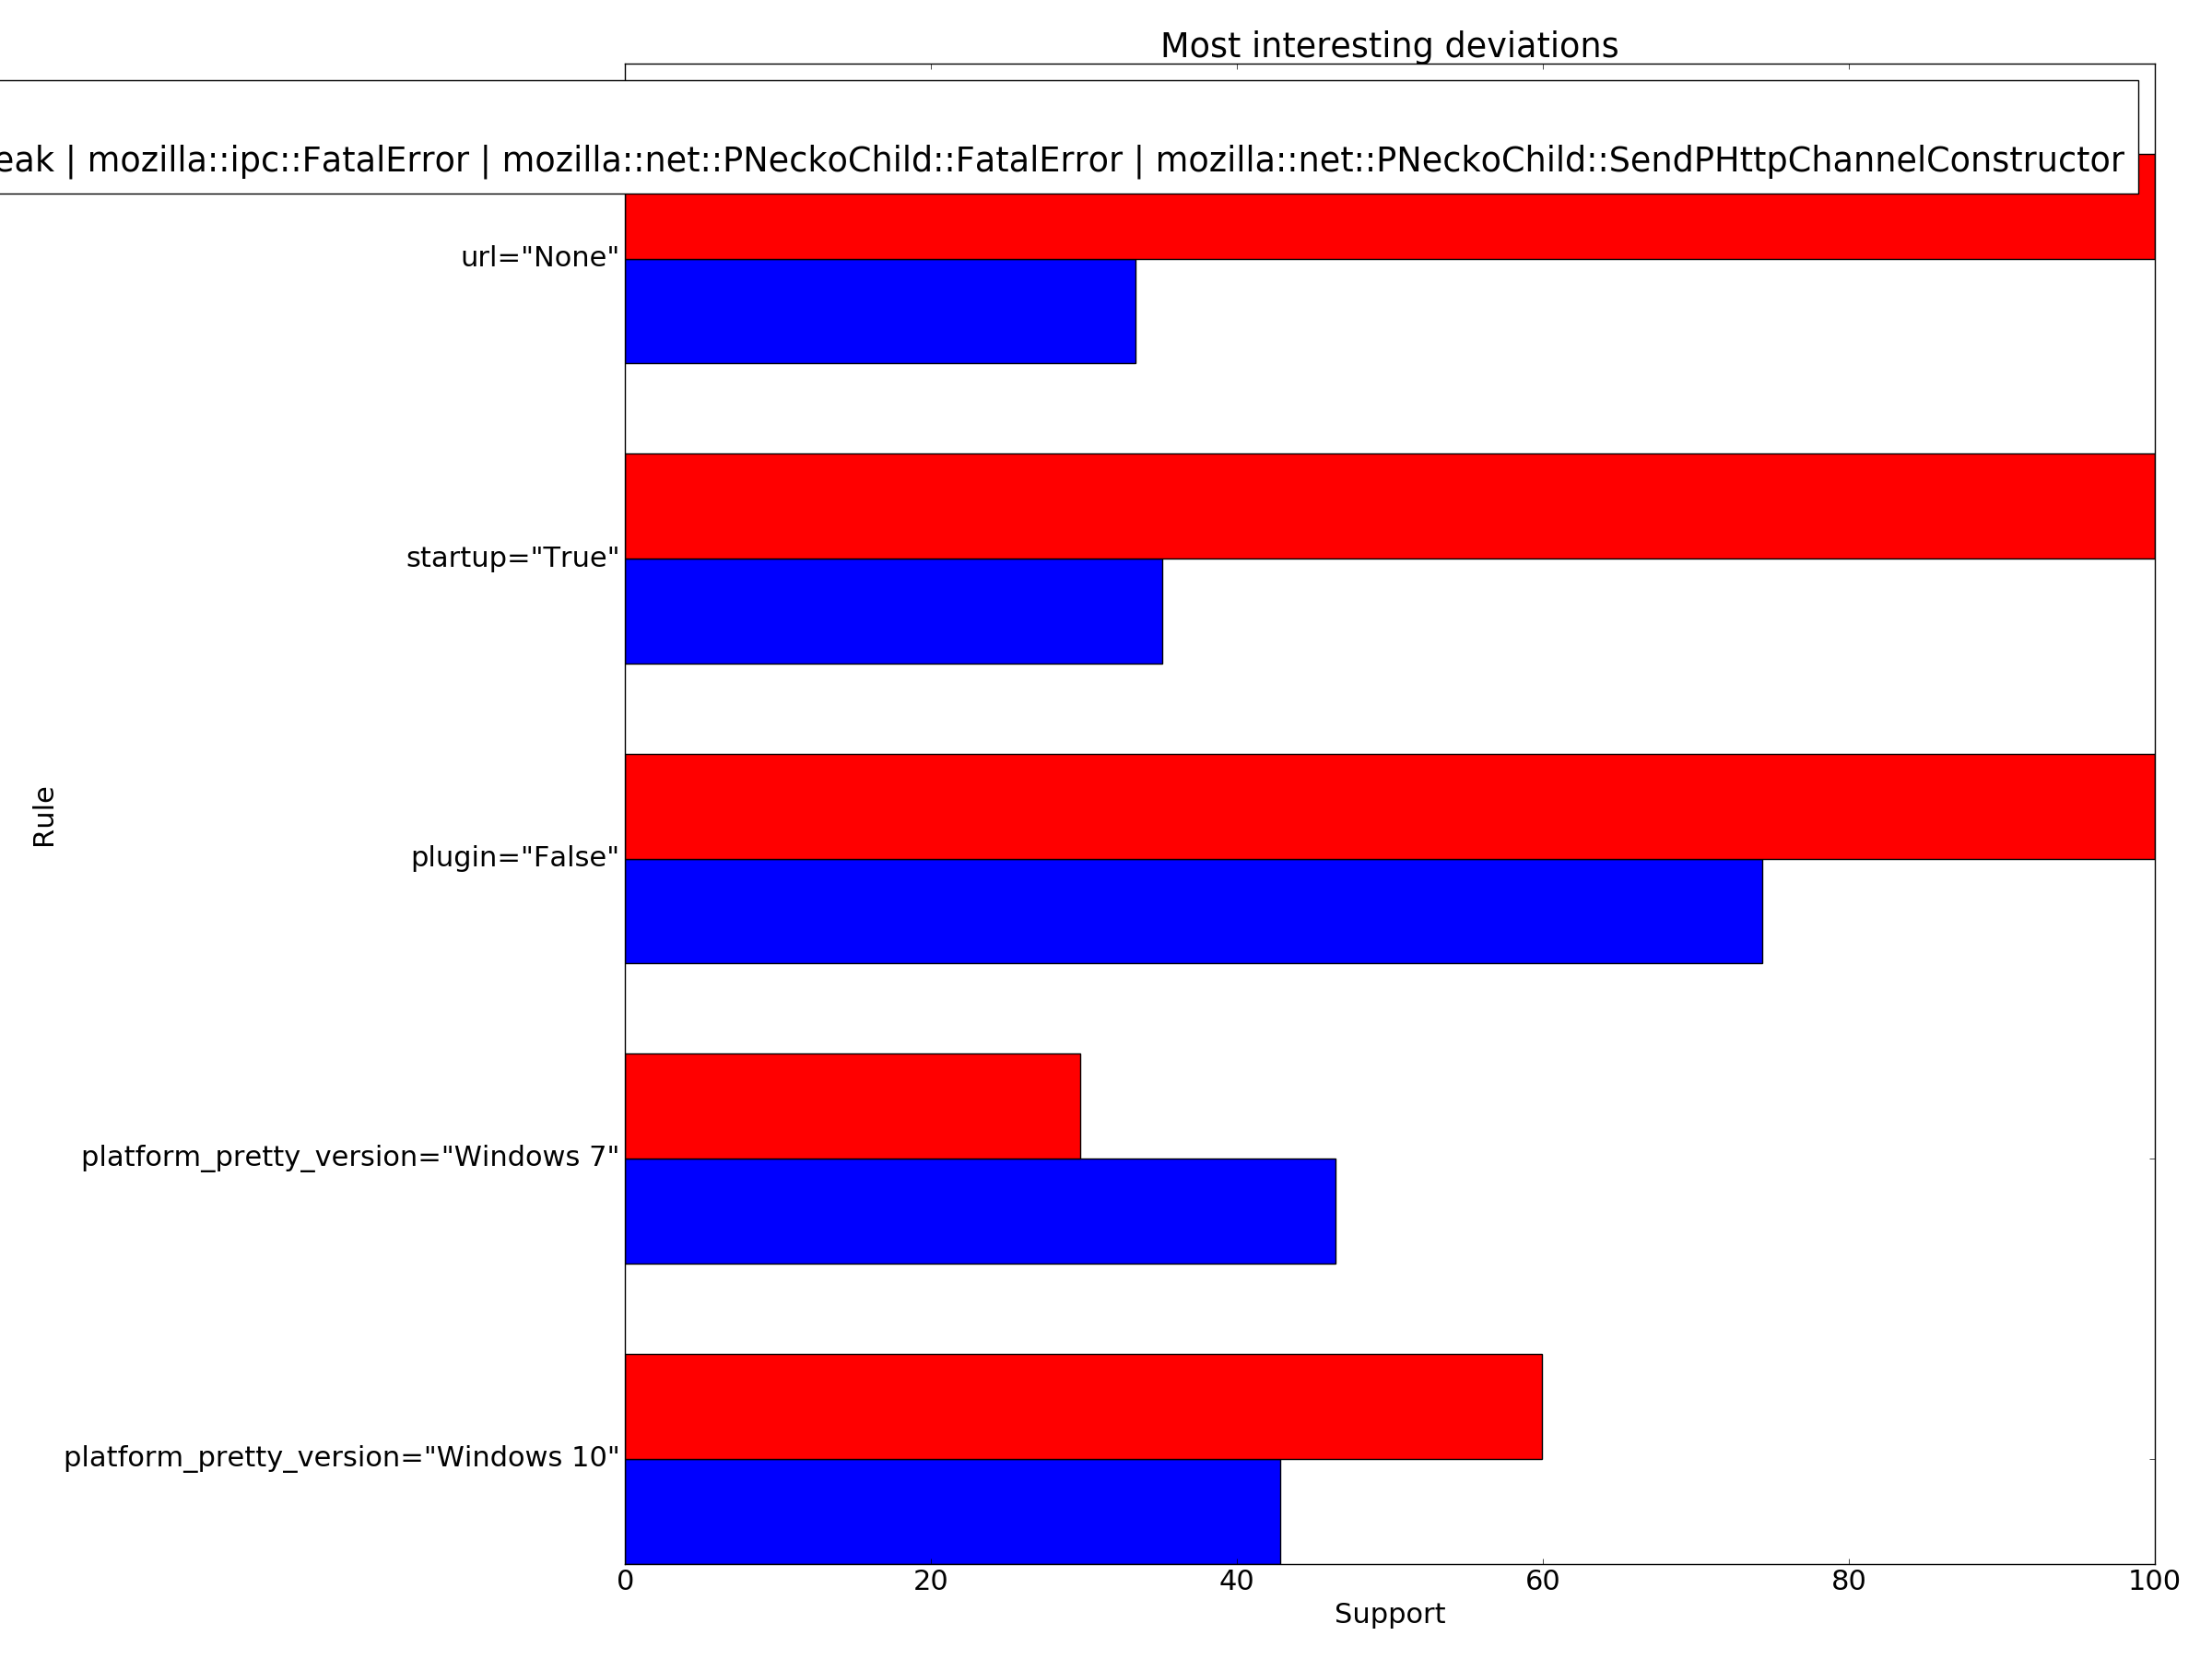 Most interesting deviations
| mozilla::ipc::FatalError | mozilla::net::PNeckoChild::FatalError | mozilla::net::PNeckoChild::SendPHttpChannelConstructor
url="None"
startup="True"
plugin="False"
platform_pretty_version="Windows 7"
platform_pretty_version="Windows 10"
Rule
0 20 40 60 80 100
Support